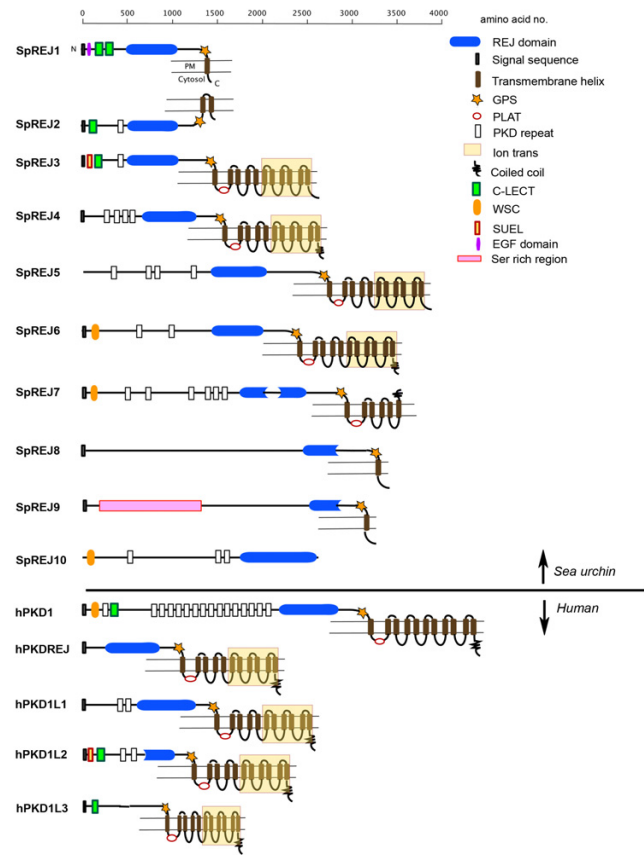 0 500 1000 1500 2000 2500 3000 3500 4000
amino acid no.
REJ domain
Signal sequence
Transmembrane helix
GPS
PLAT
PKD repeat
Ion trans
Coiled coil
C-LECT
WSC
SUEL
EGF domain
Ser rich region
SpREJ1
N
PM
Cytosol
C
SpREJ2
SpREJ3
SpREJ4
SpREJ5
SpREJ6
SpREJ7
SpREJ8
SpREJ9
SpREJ10
Sea urchin
Human
hPKD1
hPKDREJ
hPKD1L1
hPKD1L2
hPKD1L3